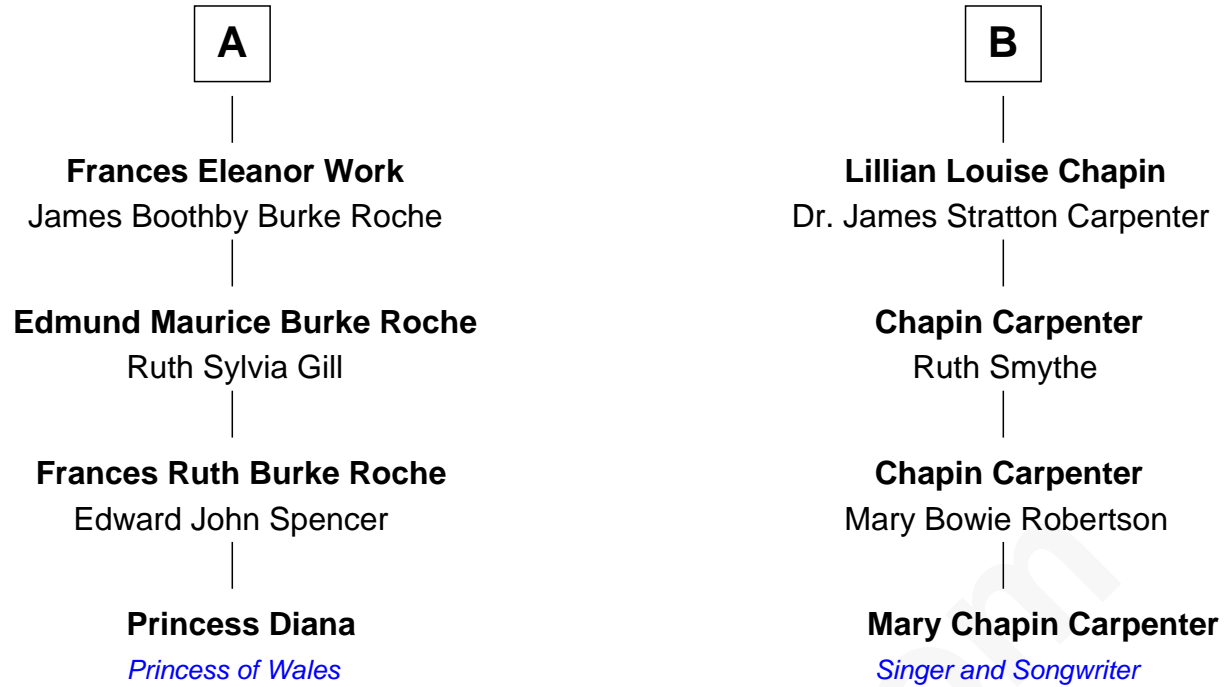 A
Frances Eleanor Work
James Boothby Burke Roche
Edmund Maurice Burke Roche
Ruth Sylvia Gill
Frances Ruth Burke Roche
Edward John Spencer
Princess Diana
Princess of Wales
B
Lillian Louise Chapin
Dr. James Stratton Carpenter
Chapin Carpenter
Ruth Smythe
Chapin Carpenter
Mary Bowie Robertson
Mary Chapin Carpenter
Singer and Songwriter